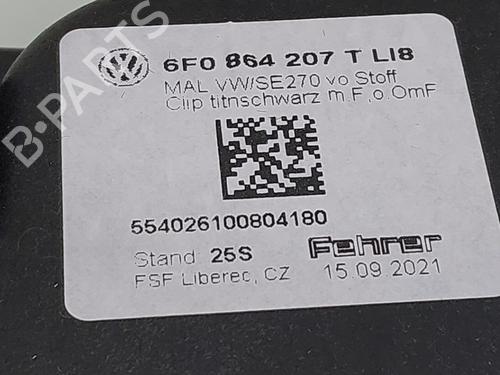 6F0 864 207 T LI8
MAL VW/SE270 vo Stoff
Clip titnschwarz m.F,o.OmF
554026100804180
Stand: 25S
Fehrer
FSF Liberec, CZ
15.09.2021
B-PARTS